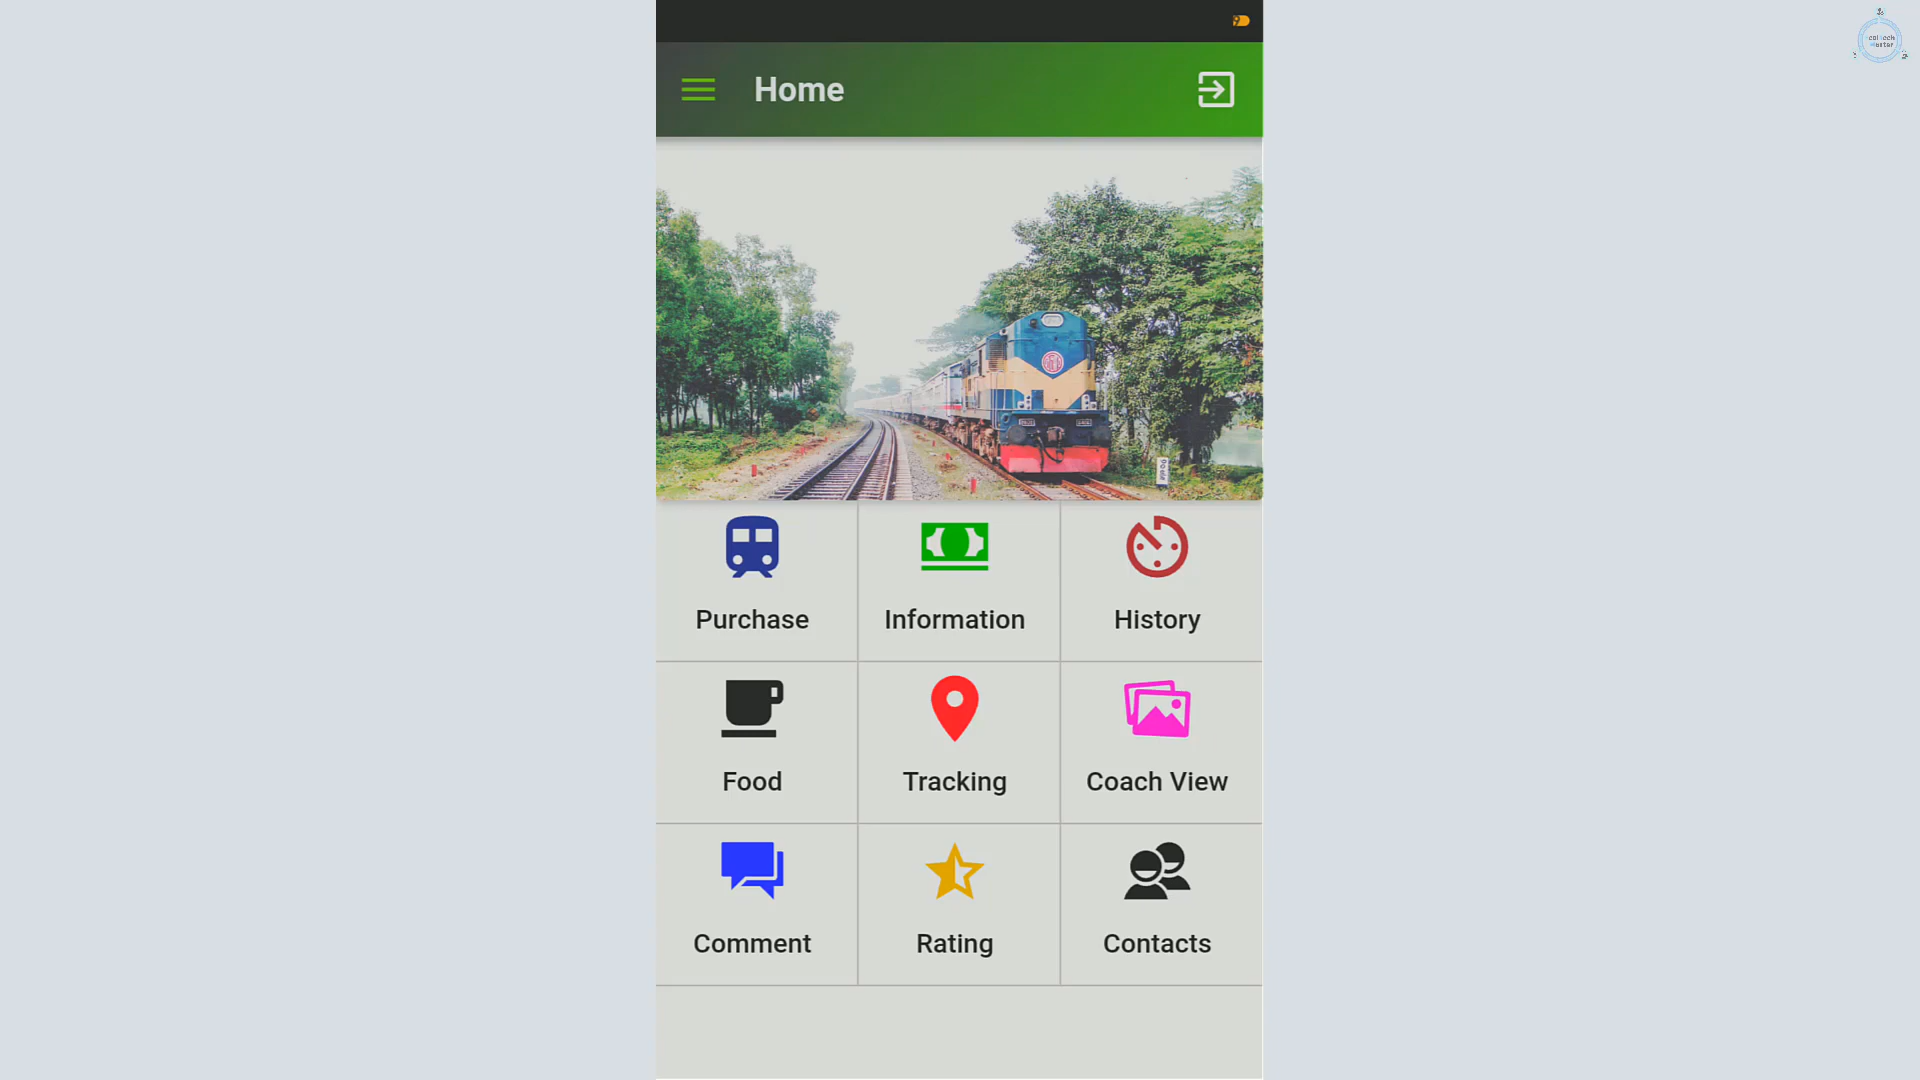 Home
Purchase
Information
History
Food
Tracking
Coach View
Comment
Rating
Contacts